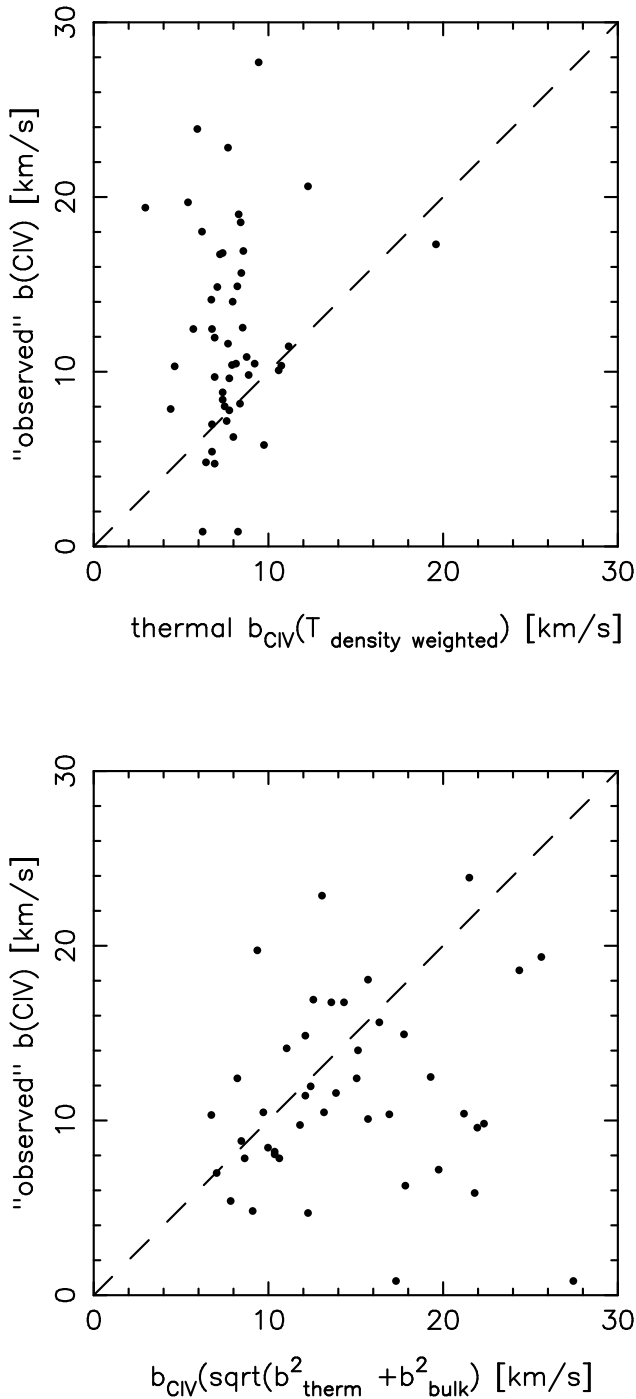 30
20
10
0
"observed" b(CIV) [km/s]
0 10 20 30
thermal b_CIV(T density weighted) [km/s]
30
20
10
0
"observed" b(CIV) [km/s]
0 10 20 30
b_CIV(sqrt(b²_therm +b²_bulk) [km/s]